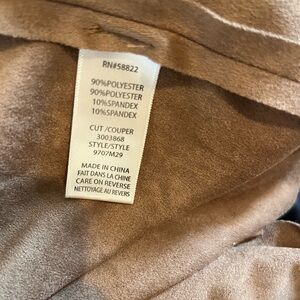 RN#58822
90%POLYESTER
90%POLYESTER
10%SPANDEX
10%SPANDEX
CUT /COUPER
3003868
STYLE/STYLE
9707M29
MADE IN CHINA
FAIT DANS LA CHINE
CARE ON REVERSE
NETTOYAGE AU REVERS